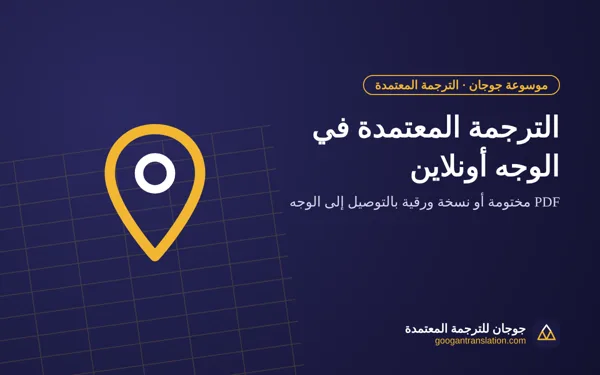 موسوعة جوجان · الترجمة المعتمدة
الترجمة المعتمدة في
الوجه أونلاين
PDF مختومة أو نسخة ورقية بالتوصيل إلى الوجه
جوجان للترجمة المعتمدة
googantranslation.com